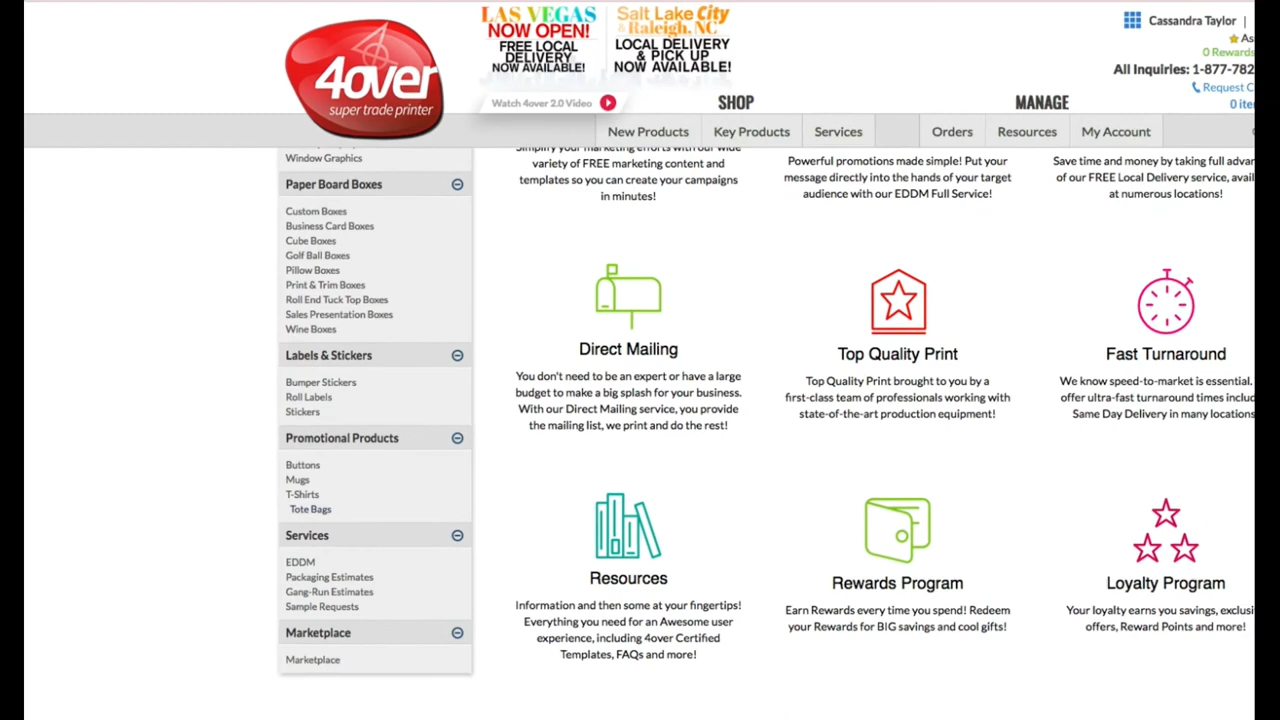 4over
super trade printer
LAS VEGAS
NOW OPEN!
FREE LOCAL
DELIVERY
NOW AVAILABLE!
Salt Lake City
& Raleigh, NC
LOCAL DELIVERY
& PICK UP
NOW AVAILABLE!
Watch 4over 2.0 Video
Cassandra Taylor |
As
0 Rewards
All Inquiries: 1-877-782
Request C
0 ite
SHOP
MANAGE
New Products
Key Products
Services
Orders
Resources
My Account
Window Graphics
Paper Board Boxes
Custom Boxes
Business Card Boxes
Cube Boxes
Golf Ball Boxes
Pillow Boxes
Print & Trim Boxes
Roll End Tuck Top Boxes
Sales Presentation Boxes
Wine Boxes
Labels & Stickers
Bumper Stickers
Roll Labels
Stickers
Promotional Products
Buttons
Mugs
T-Shirts
Tote Bags
Services
EDDM
Packaging Estimates
Gang-Run Estimates
Sample Requests
Marketplace
Marketplace
Simplify your marketing efforts with our wide
variety of FREE marketing content and
templates so you can create your campaigns
in minutes!
Powerful promotions made simple! Put your
message directly into the hands of your target
audience with our EDDM Full Service!
Save time and money by taking full advan
of our FREE Local Delivery service, avail
at numerous locations!
Direct Mailing
You don't need to be an expert or have a large
budget to make a big splash for your business.
With our Direct Mailing service, you provide
the mailing list, we print and do the rest!
Top Quality Print
Top Quality Print brought to you by a
first-class team of professionals working with
state-of-the-art production equipment!
Fast Turnaround
We know speed-to-market is essential.
offer ultra-fast turnaround times includ
Same Day Delivery in many locations
Resources
Information and then some at your fingertips!
Everything you need for an Awesome user
experience, including 4over Certified
Templates, FAQs and more!
Rewards Program
Earn Rewards every time you spend! Redeem
your Rewards for BIG savings and cool gifts!
Loyalty Program
Your loyalty earns you savings, exclusi
offers, Reward Points and more!